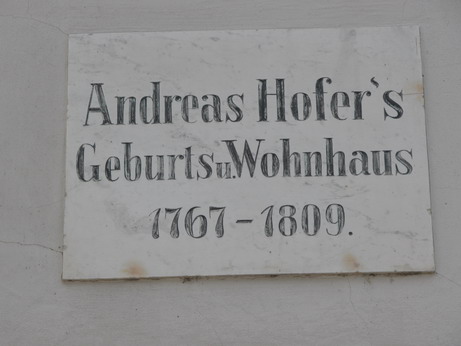 Andreas Hofer's
Geburts u. Wohnhaus
1767-1809.